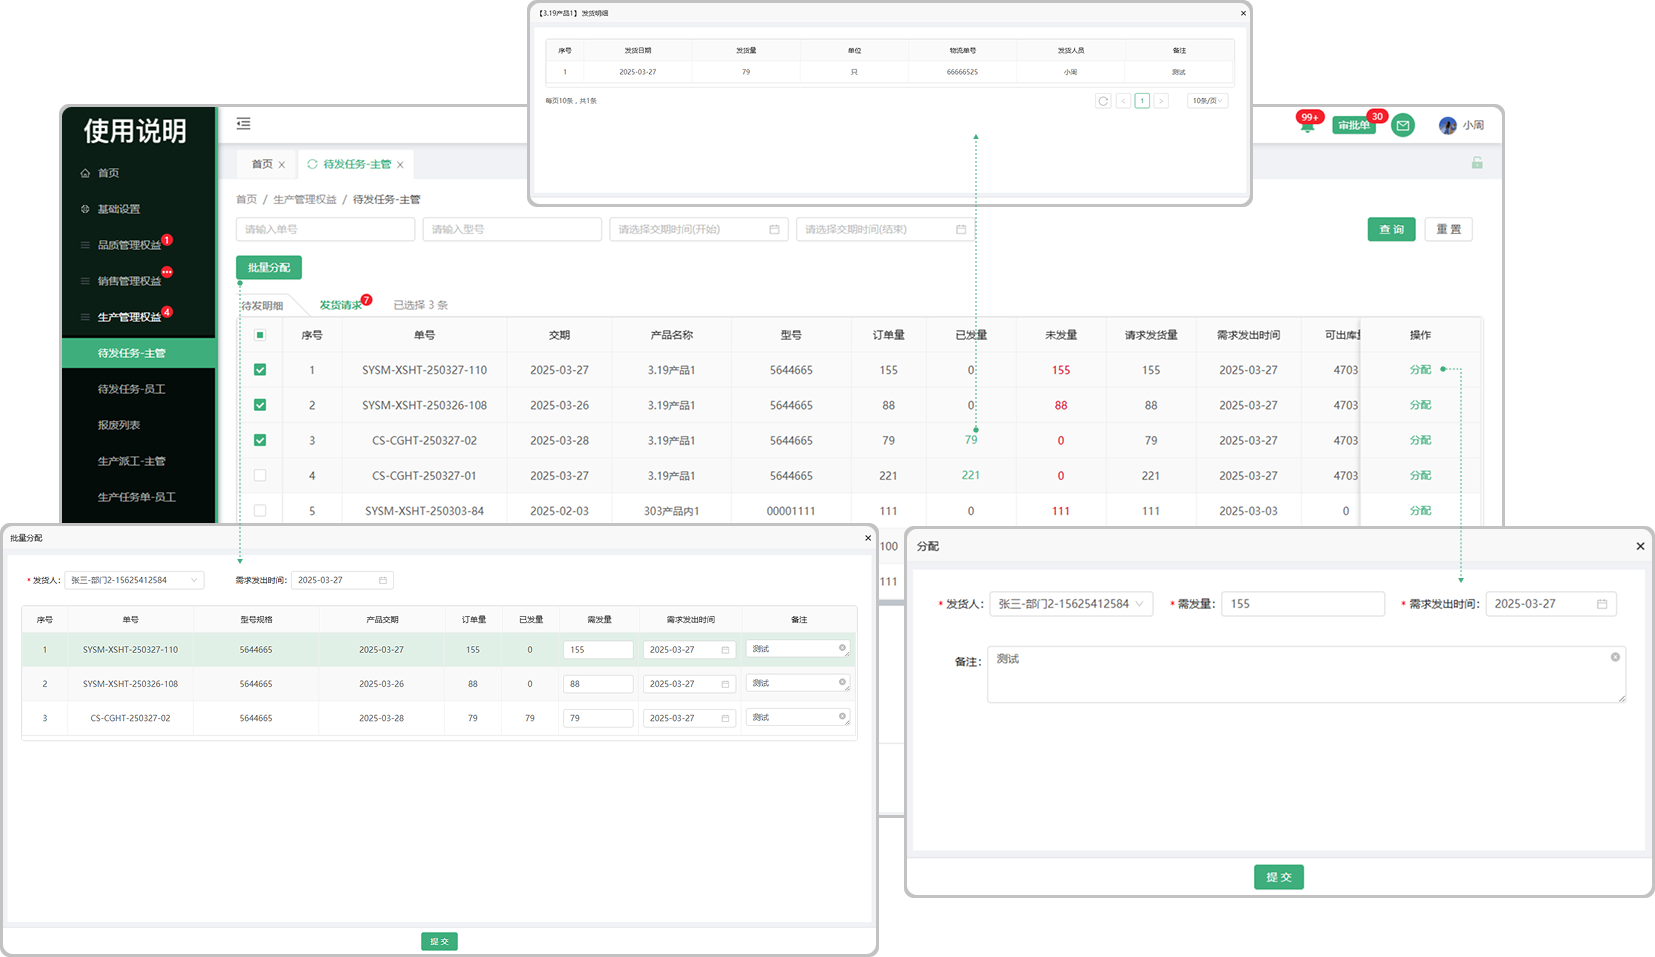 【3.19产品1】 发货明细
序号 发货日期 发货量 单位 物流单号 发货人员 备注
1 2025-03-27 79 只 66666525 小周 测试
每页10条，共1条 1 10条/页
使用说明
首页
基础设置
品质管理权益 1
销售管理权益
生产管理权益 4
待发任务-主管
待发任务-员工
报废列表
生产派工-主管
生产任务单-员工
99+ 审批单 30 小周
首页 待发任务-主管
首页 / 生产管理权益 / 待发任务-主管
请输入单号 请输入型号 请选择交期时间(开始) 请选择交期时间(结束) 查 询 重 置
批量分配
待发明细 发货请求 7 已选择 3 条
序号 单号 交期 产品名称 型号 订单量 已发量 未发量 请求发货量 需求发出时间 可出库 操作
1 SYSM-XSHT-250327-110 2025-03-27 3.19产品1 5644665 155 0 155 155 2025-03-27 4703 分配
2 SYSM-XSHT-250326-108 2025-03-26 3.19产品1 5644665 88 0 88 88 2025-03-27 4703 分配
3 CS-CGHT-250327-02 2025-03-28 3.19产品1 5644665 79 79 0 79 2025-03-27 4703 分配
4 CS-CGHT-250327-01 2025-03-27 3.19产品1 5644665 221 221 0 221 2025-03-27 4703 分配
5 SYSM-XSHT-250303-84 2025-02-03 303产品内1 00001111 111 0 111 111 2025-03-03 0 分配
100
111
批量分配
* 发货人： 张三-部门2-15625412584 需求发出时间： 2025-03-27
序号 单号 型号规格 产品交期 订单量 已发量 需发量 需求发出时间 备注
1 SYSM-XSHT-250327-110 5644665 2025-03-27 155 0 155 2025-03-27 测试
2 SYSM-XSHT-250326-108 5644665 2025-03-26 88 0 88 2025-03-27 测试
3 CS-CGHT-250327-02 5644665 2025-03-28 79 79 79 2025-03-27 测试
提 交
分配
* 发货人： 张三-部门2-15625412584 * 需发量： 155 * 需求发出时间： 2025-03-27
备注： 测试
提 交